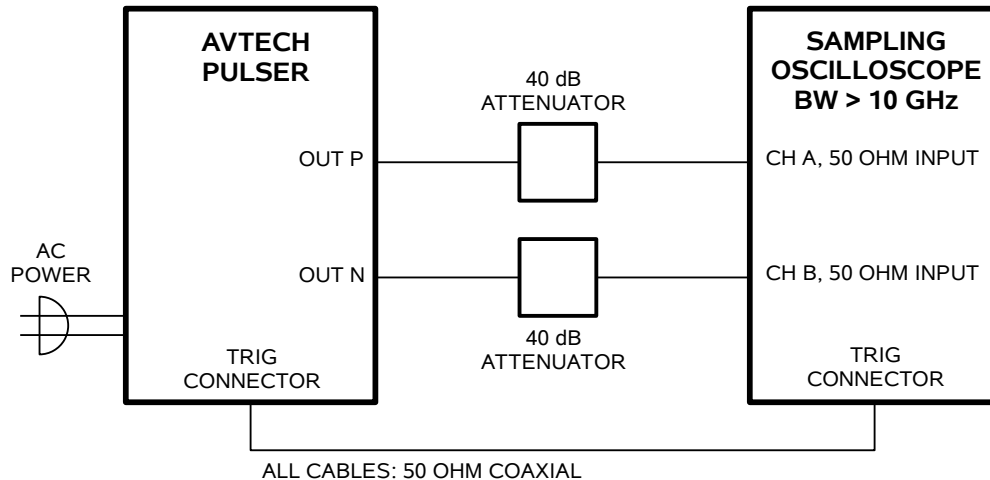 AVTECH
PULSER
SAMPLING
OSCILLOSCOPE
BW > 10 GHz
40 dB
ATTENUATOR
OUT P
CH A, 50 OHM INPUT
AC
POWER
OUT N
CH B, 50 OHM INPUT
40 dB
ATTENUATOR
TRIG
CONNECTOR
TRIG
CONNECTOR
ALL CABLES: 50 OHM COAXIAL